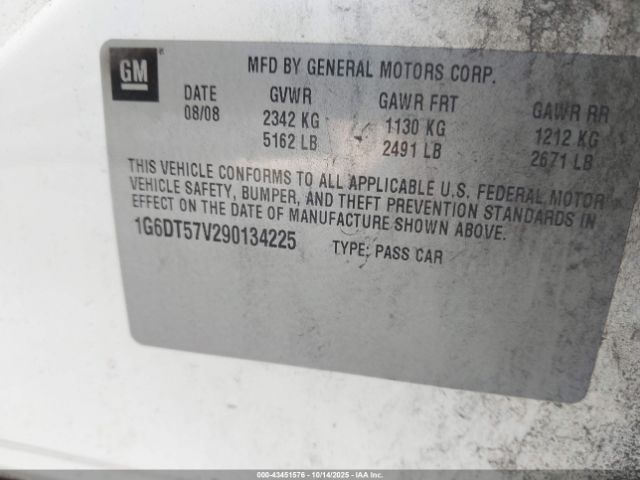 GM
MFD BY GENERAL MOTORS CORP.
DATE GVWR GAWR FRT GAWR RR
08/08 2342 KG 1130 KG 1212 KG
5162 LB 2491 LB 2671 LB
THIS VEHICLE CONFORMS TO ALL APPLICABLE U.S. FEDERAL MOTOR
VEHICLE SAFETY, BUMPER, AND THEFT PREVENTION STANDARDS IN
EFFECT ON THE DATE OF MANUFACTURE SHOWN ABOVE.
1G6DT57V290134225 TYPE: PASS CAR
000-43451576 - 10/14/2025 - IAA Inc.